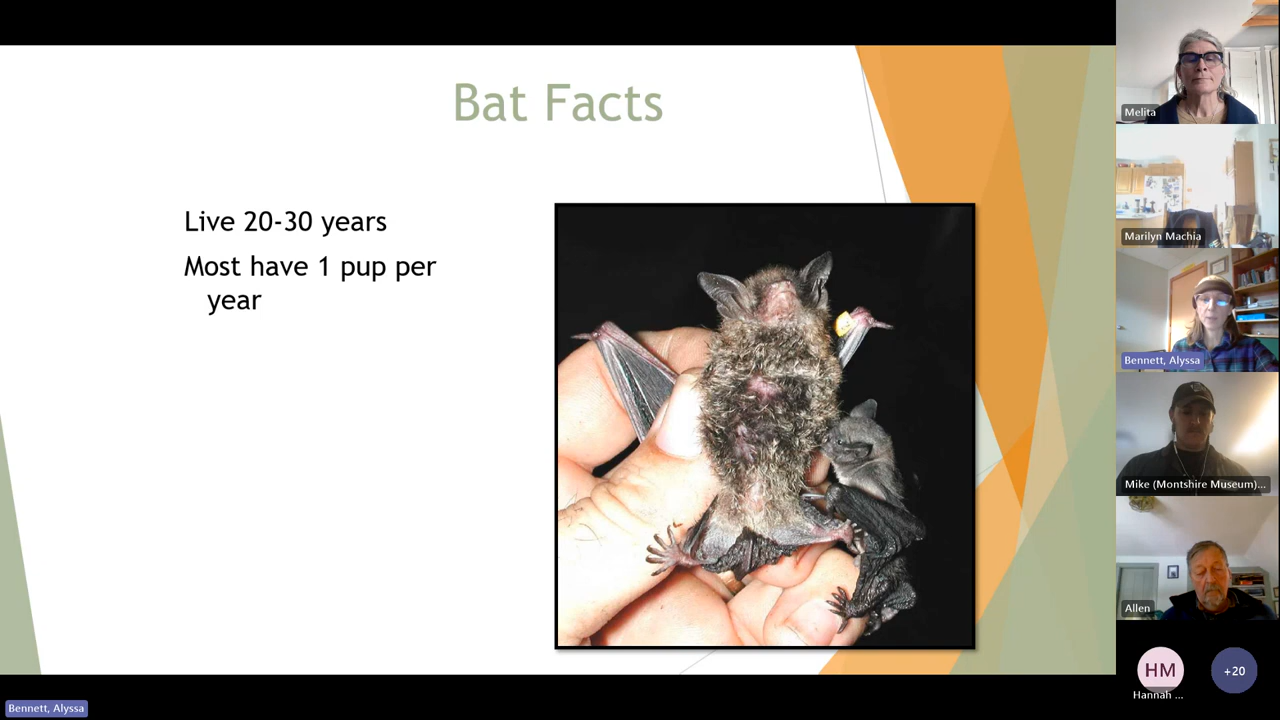 Bat Facts
Live 20-30 years
Most have 1 pup per
year
Melita
Marilyn Machia
Bennett, Alyssa
Mike (Montshire Museum)...
Allen
HM
+20
Hannah ...
Bennett, Alyssa